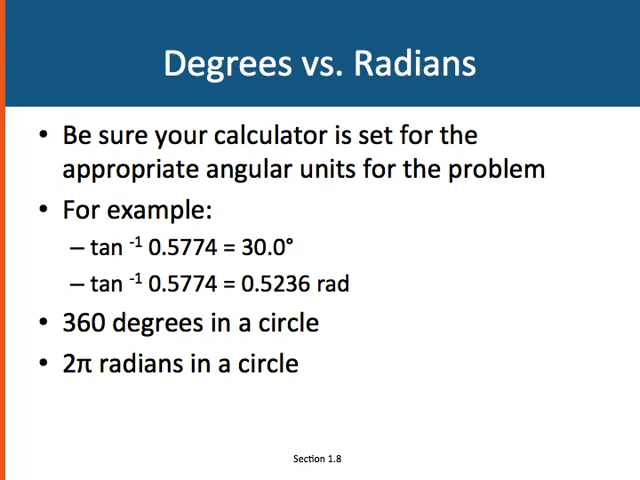 Degrees vs. Radians
• Be sure your calculator is set for the
appropriate angular units for the problem
• For example:
– tan ⁻¹ 0.5774 = 30.0°
– tan ⁻¹ 0.5774 = 0.5236 rad
• 360 degrees in a circle
• 2π radians in a circle
Section 1.8